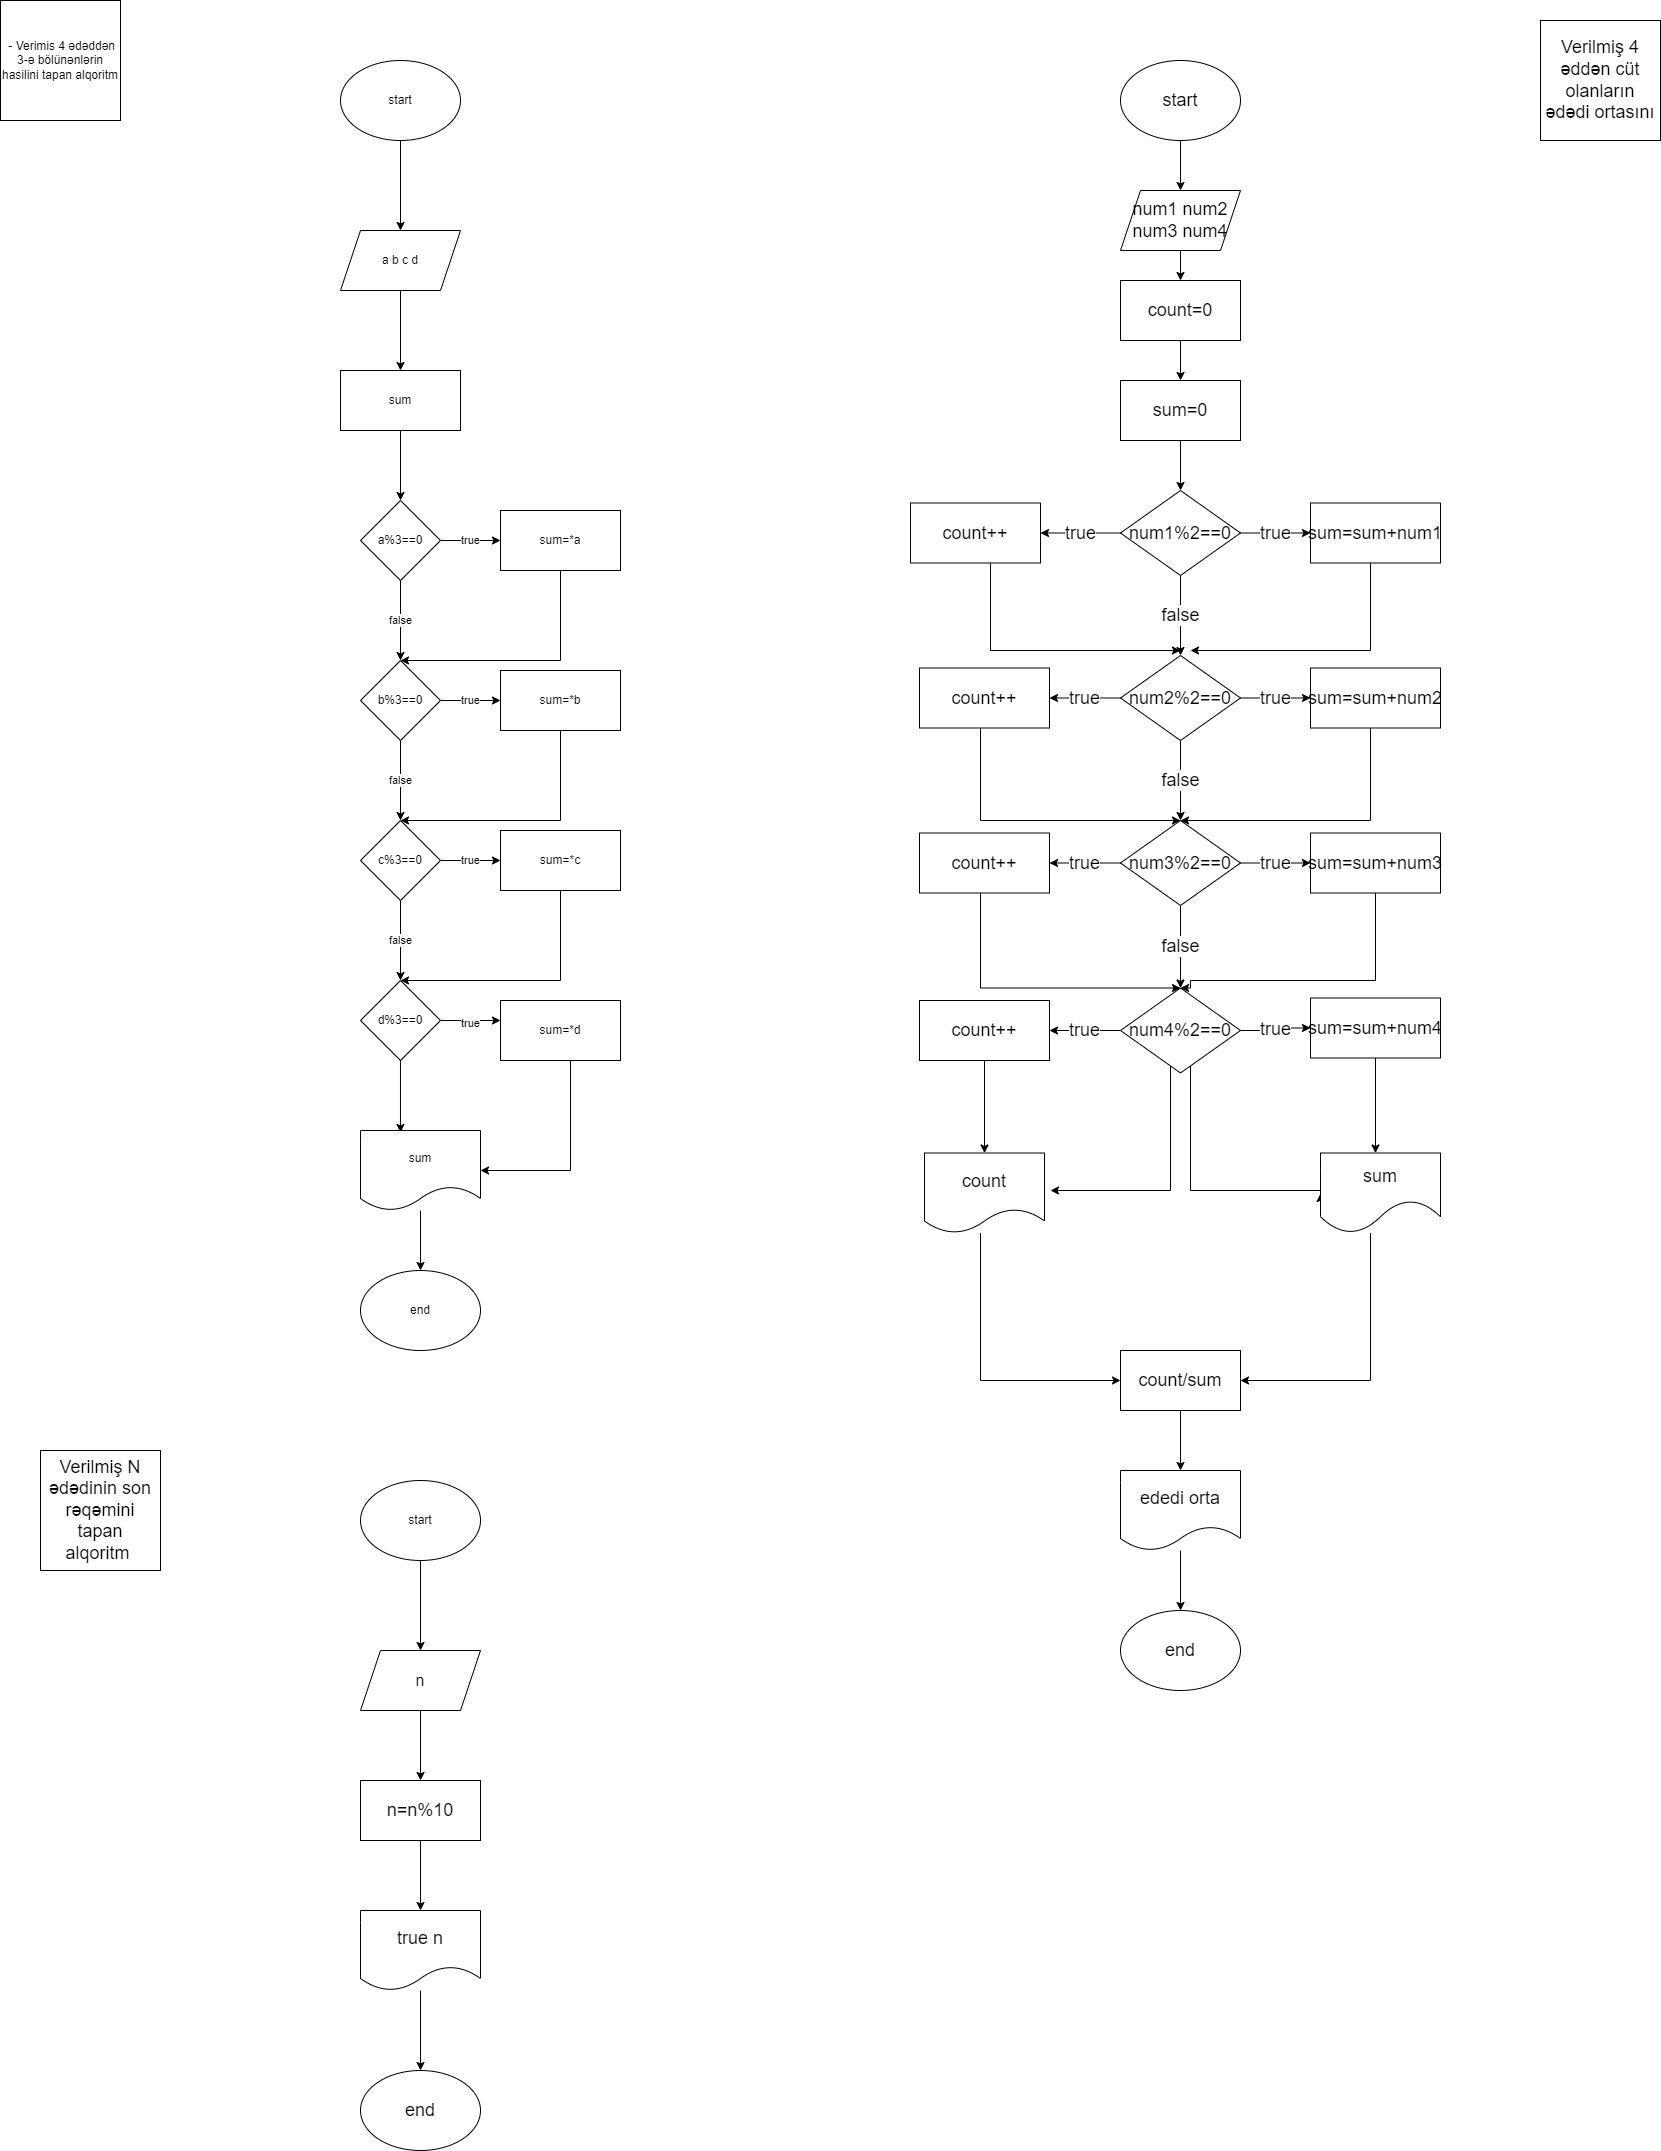 - Verimis 4 ədəddən
3-ə bölünənlərin
hasilini tapan alqoritm
start
a b c d
sum
a%3==0
true
sum=*a
false
b%3==0
true
sum=*b
false
c%3==0
true
sum=*c
false
d%3==0
true
sum=*d
sum
end
Verilmiş 4
əddən cüt
olanların
ədədi ortasını
start
num1 num2
num3 num4
count=0
sum=0
count++
true
num1%2==0
true
sum=sum+num1
false
count++
true
num2%2==0
true
sum=sum+num2
false
count++
true
num3%2==0
true
sum=sum+num3
false
count++
true
num4%2==0
true
sum=sum+num4
count
sum
count/sum
ededi orta
end
Verilmiş N
ədədinin son
rəqəmini
tapan
alqoritm
start
n
n=n%10
true n
end